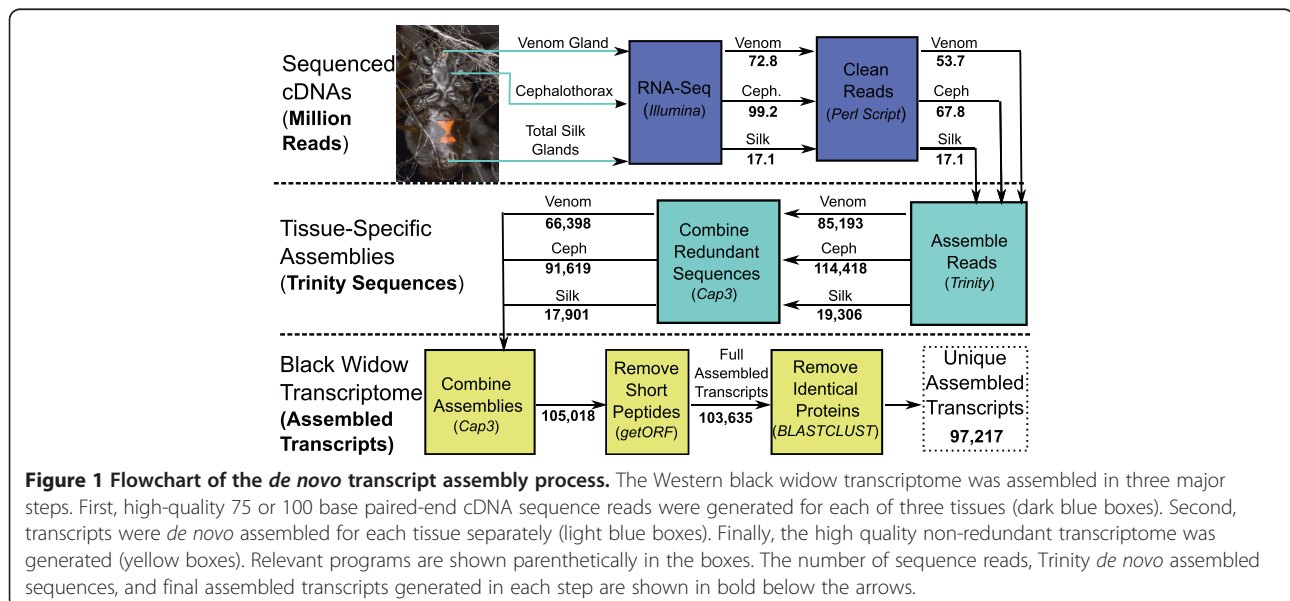 Sequenced
cDNAs
(Million
Reads)
Venom Gland
Cephalothorax
Total Silk
Glands
RNA-Seq
(Illumina)
Venom
72.8
Ceph.
99.2
Silk
17.1
Clean
Reads
(Perl Script)
Venom
53.7
Ceph
67.8
Silk
17.1
Tissue-Specific
Assemblies
(Trinity Sequences)
Venom
66,398
Ceph
91,619
Silk
17,901
Combine
Redundant
Sequences
(Cap3)
Venom
85,193
Ceph
114,418
Silk
19,306
Assemble
Reads
(Trinity)
Black Widow
Transcriptome
(Assembled
Transcripts)
Combine
Assemblies
(Cap3)
105,018
Remove
Short
Peptides
(getORF)
Full
Assembled
Transcripts
103,635
Remove
Identical
Proteins
(BLASTCLUST)
Unique
Assembled
Transcripts
97,217
Figure 1 Flowchart of the de novo transcript assembly process. The Western black widow transcriptome was assembled in three major
steps. First, high-quality 75 or 100 base paired-end cDNA sequence reads were generated for each of three tissues (dark blue boxes). Second,
transcripts were de novo assembled for each tissue separately (light blue boxes). Finally, the high quality non-redundant transcriptome was
generated (yellow boxes). Relevant programs are shown parenthetically in the boxes. The number of sequence reads, Trinity de novo assembled
sequences, and final assembled transcripts generated in each step are shown in bold below the arrows.